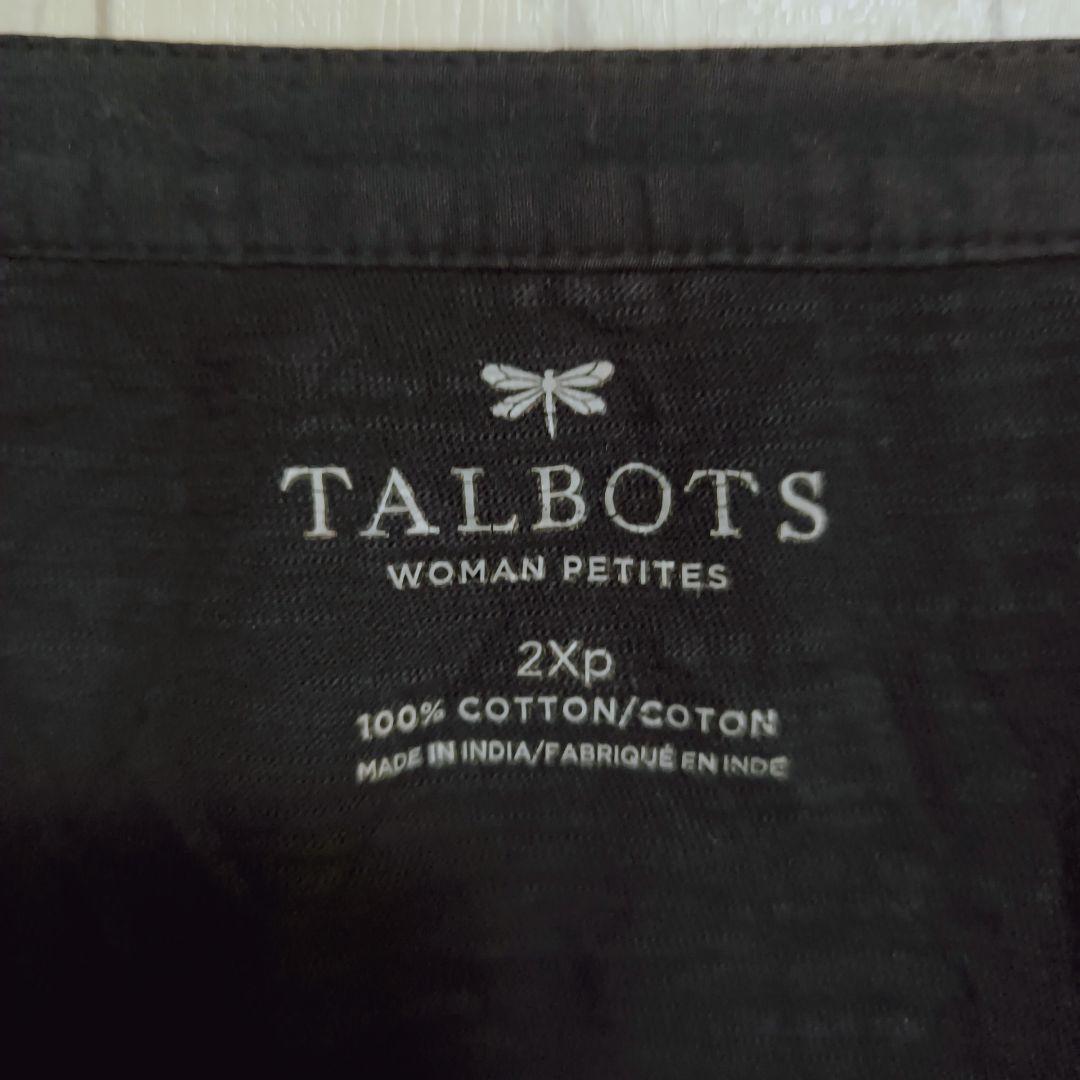 TALBOTS
WOMAN PETITES
2Xp
100% COTTON/COTON
MADE IN INDIA/FABRIQUÉ EN INDE